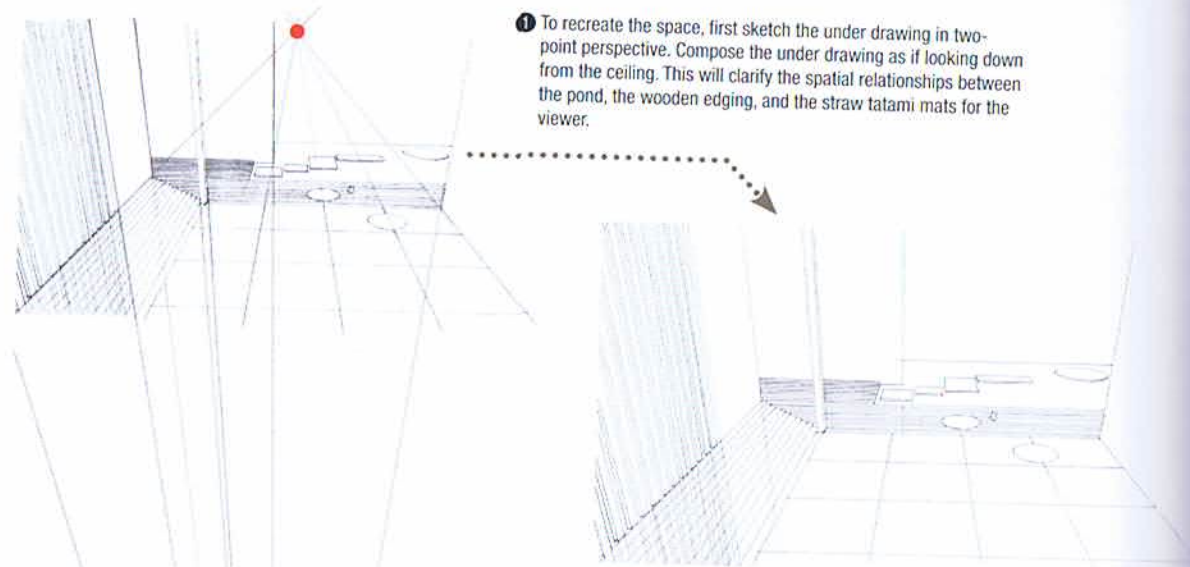 ❶ To recreate the space, first sketch the under drawing in two-
point perspective. Compose the under drawing as if looking down
from the ceiling. This will clarify the spatial relationships between
the pond, the wooden edging, and the straw tatami mats for the
viewer.